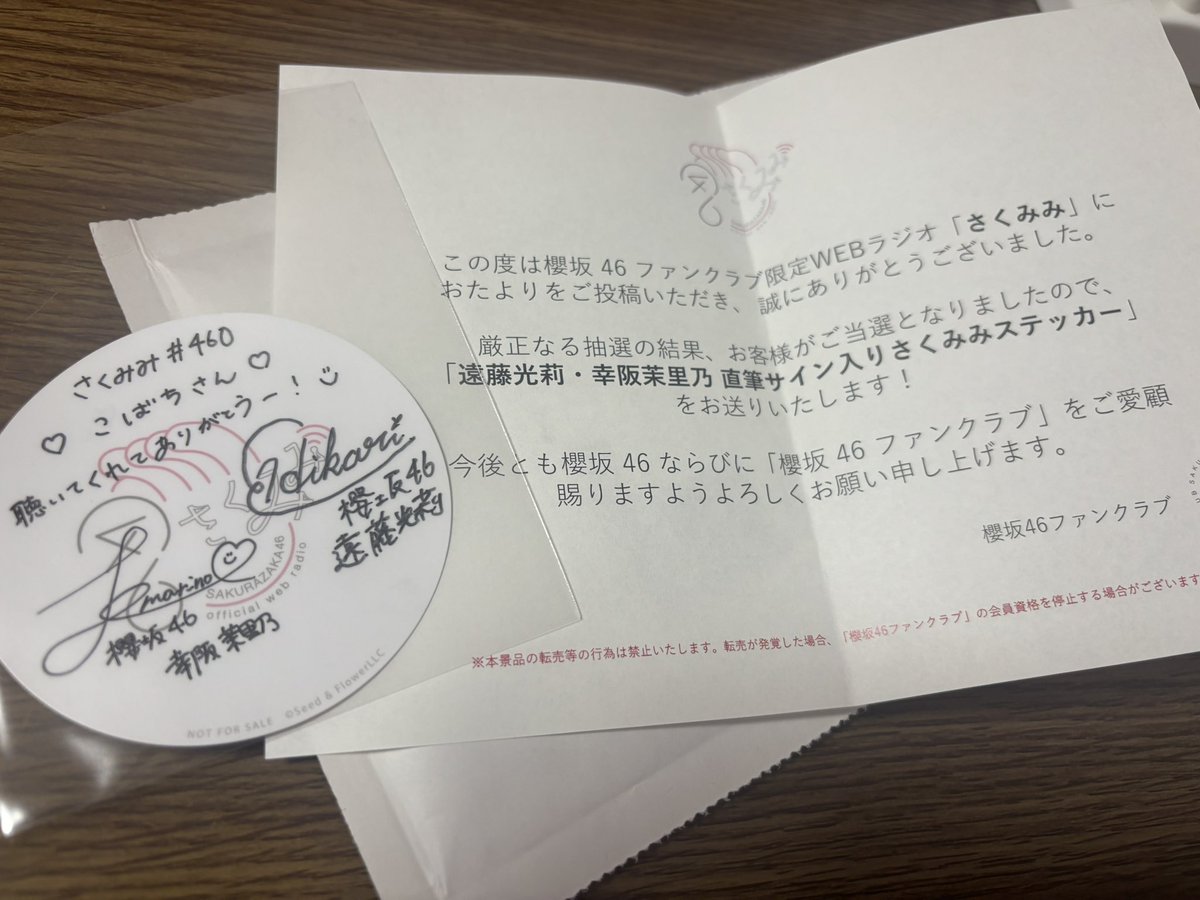 さくみみ#460
♡ こばちさん ♡
聴いてくれてありがとうー！
Hikari
櫻坂46
遠藤光莉
marino
櫻坂46
幸阪茉里乃
さくみみ
SAKURAZAKA46
official web radio
NOT FOR SALE ©Seed & FlowerLLC
この度は櫻坂 46 ファンクラブ限定WEBラジオ「さくみみ」に
おたよりをご投稿いただき、誠にありがとうございました。
厳正なる抽選の結果、お客様がご当選となりましたので、
「遠藤光莉・幸阪茉里乃 直筆サイン入りさくみみステッカー」
をお送りいたします！
今後とも櫻坂 46 ならびに「櫻坂 46 ファンクラブ」をご愛顧
賜りますようよろしくお願い申し上げます。
櫻坂46ファンクラブ
※本景品の転売等の行為は禁止いたします。転売が発覚した場合、「櫻坂46ファンクラブ」の会員資格を停止する場合がございます